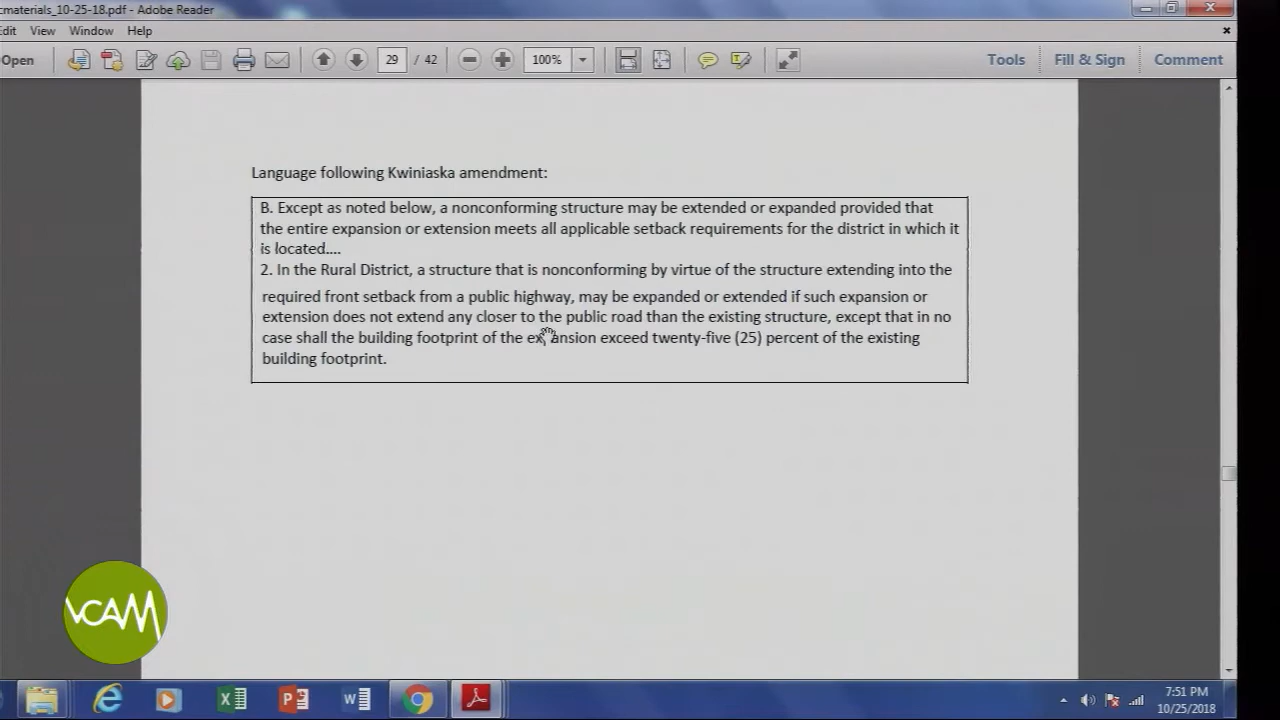 cmaterials_10-25-18.pdf - Adobe Reader
Edit View Window Help
Open 29 / 42 100% Tools Fill & Sign Comment
Language following Kwiniaska amendment:
B. Except as noted below, a nonconforming structure may be extended or expanded provided that
the entire expansion or extension meets all applicable setback requirements for the district in which it
is located....
2. In the Rural District, a structure that is nonconforming by virtue of the structure extending into the
required front setback from a public highway, may be expanded or extended if such expansion or
extension does not extend any closer to the public road than the existing structure, except that in no
case shall the building footprint of the expansion exceed twenty-five (25) percent of the existing
building footprint.
VCAM
7:51 PM
10/25/2018